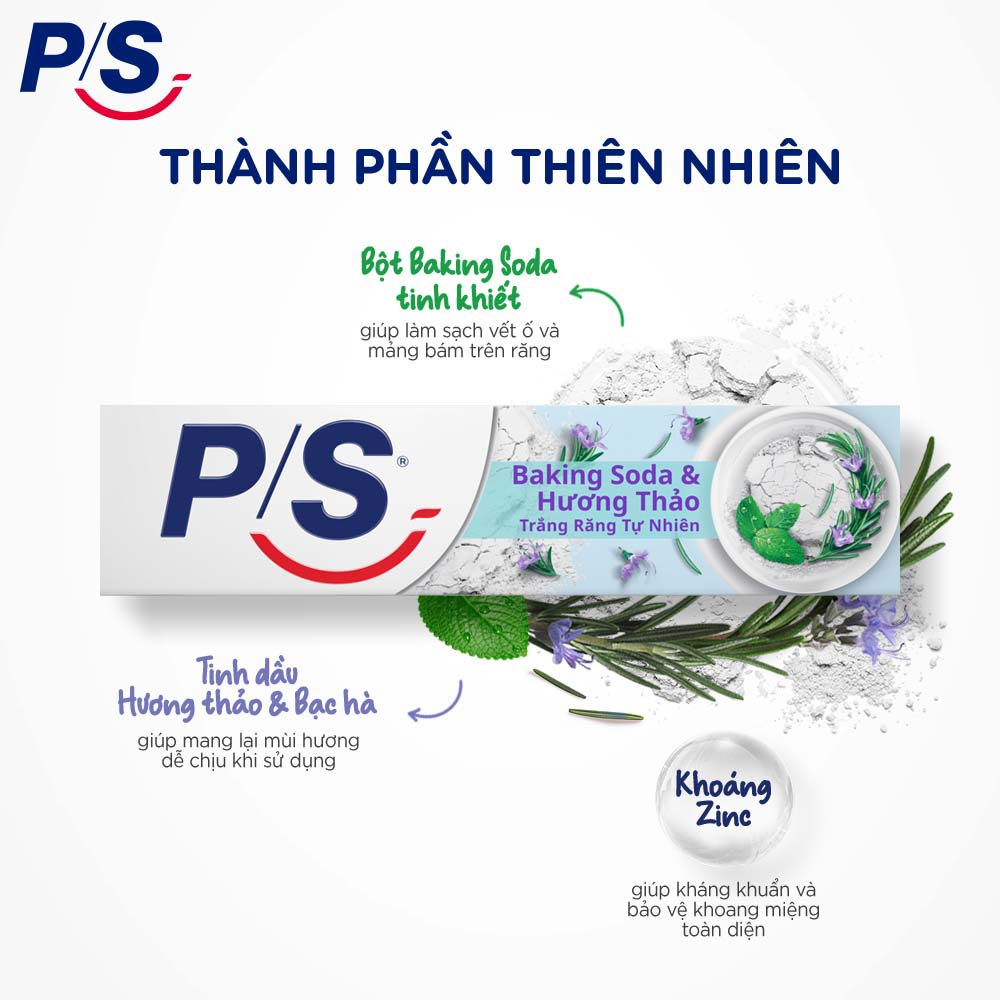 P/S
THÀNH PHẦN THIÊN NHIÊN
Bột Baking Soda
tinh khiết
giúp làm sạch vết ố và
mảng bám trên răng
P/S®
Baking Soda &
Hương Thảo
Trắng Răng Tự Nhiên
Tinh dầu
Hương thảo & Bạc hà
giúp mang lại mùi hương
dễ chịu khi sử dụng
Khoáng
Zinc
giúp kháng khuẩn và
bảo vệ khoang miệng
toàn diện